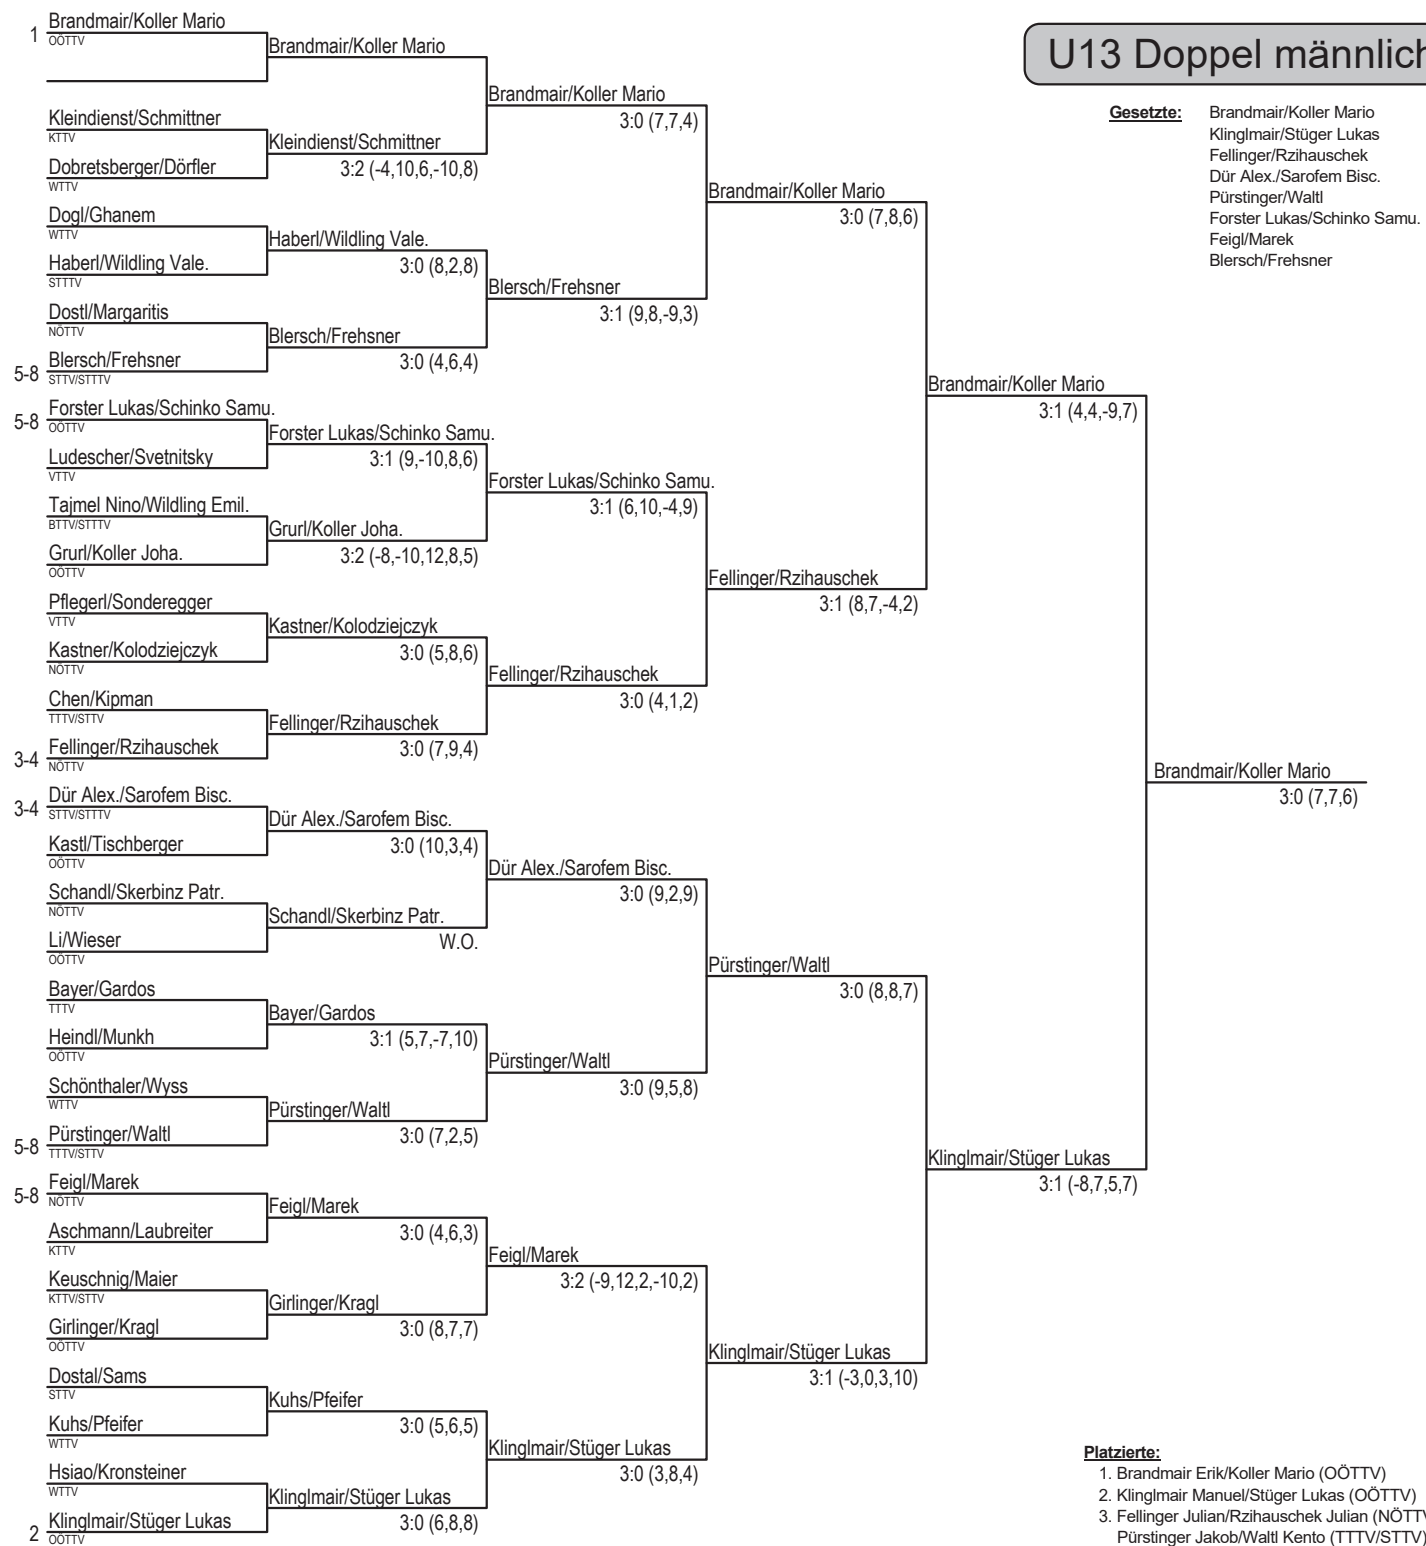 U13 Doppel männlich
Gesetzte:
Brandmair/Koller Mario
Klinglmair/Stüger Lukas
Fellinger/Rzihauschek
Dür Alex./Sarofem Bisc.
Pürstinger/Waltl
Forster Lukas/Schinko Samu.
Feigl/Marek
Blersch/Frehsner
1 Brandmair/Koller Mario
OÖTTV
Kleindienst/Schmittner
KTTV
Dobretsberger/Dörfler
WTTV
Dogl/Ghanem
WTTV
Haberl/Wildling Vale.
STTTV
Dostl/Margaritis
NÖTTV
5-8 Blersch/Frehsner
STTV/STTTV
5-8 Forster Lukas/Schinko Samu.
OÖTTV
Ludescher/Svetnitsky
VTTV
Tajmel Nino/Wildling Emil.
BTTV/STTTV
Grurl/Koller Joha.
OÖTTV
Pflegerl/Sonderegger
VTTV
Kastner/Kolodziejczyk
NÖTTV
Chen/Kipman
TTTV/STTV
3-4 Fellinger/Rzihauschek
NÖTTV
3-4 Dür Alex./Sarofem Bisc.
STTV/STTTV
Kastl/Tischberger
OÖTTV
Schandl/Skerbinz Patr.
NÖTTV
Li/Wieser
OÖTTV
Bayer/Gardos
TTTV
Heindl/Munkh
OÖTTV
Schönthaler/Wyss
WTTV
5-8 Pürstinger/Waltl
TTTV/STTV
5-8 Feigl/Marek
NÖTTV
Aschmann/Laubreiter
KTTV
Keuschnig/Maier
KTTV/STTV
Girlinger/Kragl
OÖTTV
Dostal/Sams
STTV
Kuhs/Pfeifer
WTTV
Hsiao/Kronsteiner
WTTV
2 Klinglmair/Stüger Lukas
OÖTTV
Brandmair/Koller Mario
Kleindienst/Schmittner
3:2 (-4,10,6,-10,8)
Haberl/Wildling Vale.
3:0 (8,2,8)
Blersch/Frehsner
3:0 (4,6,4)
Forster Lukas/Schinko Samu.
3:1 (9,-10,8,6)
Grurl/Koller Joha.
3:2 (-8,-10,12,8,5)
Kastner/Kolodziejczyk
3:0 (5,8,6)
Fellinger/Rzihauschek
3:0 (7,9,4)
Dür Alex./Sarofem Bisc.
3:0 (10,3,4)
Schandl/Skerbinz Patr.
W.O.
Bayer/Gardos
3:1 (5,7,-7,10)
Pürstinger/Waltl
3:0 (7,2,5)
Feigl/Marek
3:0 (4,6,3)
Girlinger/Kragl
3:0 (8,7,7)
Kuhs/Pfeifer
3:0 (5,6,5)
Klinglmair/Stüger Lukas
3:0 (6,8,8)
Brandmair/Koller Mario
3:0 (7,7,4)
Blersch/Frehsner
3:1 (9,8,-9,3)
Forster Lukas/Schinko Samu.
3:1 (6,10,-4,9)
Fellinger/Rzihauschek
3:0 (4,1,2)
Dür Alex./Sarofem Bisc.
3:0 (9,2,9)
Pürstinger/Waltl
3:0 (9,5,8)
Feigl/Marek
3:2 (-9,12,2,-10,2)
Klinglmair/Stüger Lukas
3:0 (3,8,4)
Brandmair/Koller Mario
3:0 (7,8,6)
Fellinger/Rzihauschek
3:1 (8,7,-4,2)
Pürstinger/Waltl
3:0 (8,8,7)
Klinglmair/Stüger Lukas
3:1 (-3,0,3,10)
Brandmair/Koller Mario
3:1 (4,4,-9,7)
Klinglmair/Stüger Lukas
3:1 (-8,7,5,7)
Brandmair/Koller Mario
3:0 (7,7,6)
Platzierte:
1. Brandmair Erik/Koller Mario (OÖTTV)
2. Klinglmair Manuel/Stüger Lukas (OÖTTV)
3. Fellinger Julian/Rzihauschek Julian (NÖTTV
Pürstinger Jakob/Waltl Kento (TTTV/STTV)